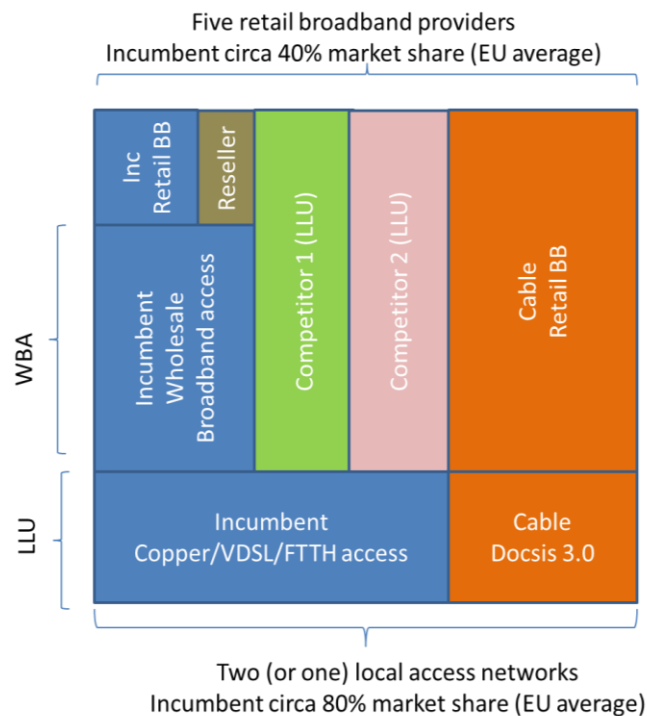 Five retail broadband providers
Incumbent circa 40% market share (EU average)
Inc
Retail BB
Reseller
Competitor 1 (LLU)
Competitor 2 (LLU)
Cable
Retail BB
WBA
Incumbent
Wholesale
Broadband access
LLU
Incumbent
Copper/VDSL/FTTH access
Cable
Docsis 3.0
Two (or one) local access networks
Incumbent circa 80% market share (EU average)